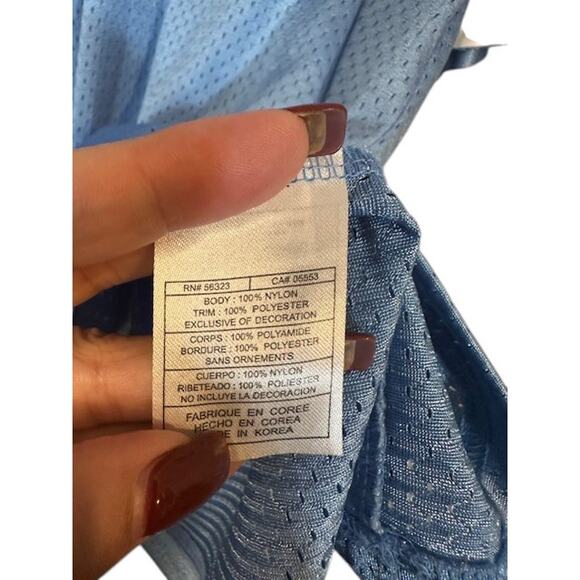 RN# 56323 CA# 05553
BODY : 100% NYLON
TRIM : 100% POLYESTER
EXCLUSIVE OF DECORATION
CORPS : 100% POLYAMIDE
BORDURE : 100% POLYESTER
SANS ORNEMENTS
CUERPO : 100% NYLON
RIBETEADO : 100% POLIESTER
NO INCLUYE LA DECORACION
FABRIQUE EN COREE
HECHO EN COREA
IN KOREA